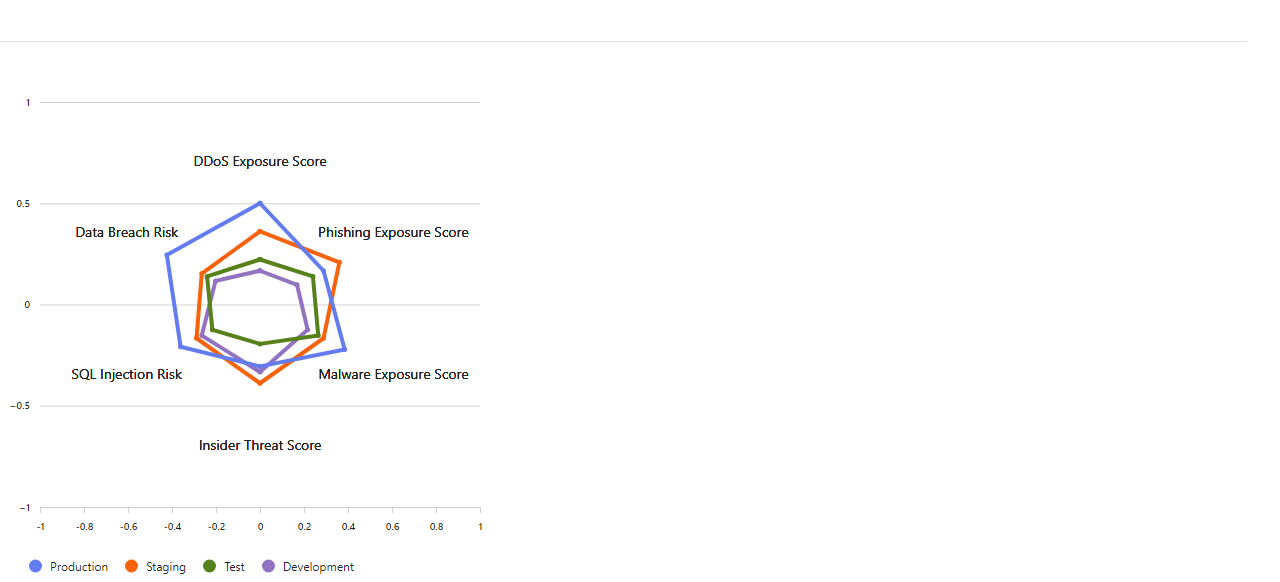 1
DDoS Exposure Score
0.5
Data Breach Risk
Phishing Exposure Score
0
SQL Injection Risk
Malware Exposure Score
−0.5
Insider Threat Score
−1
-1 -0.8 -0.6 -0.4 -0.2 0 0.2 0.4 0.6 0.8 1
Production Staging Test Development